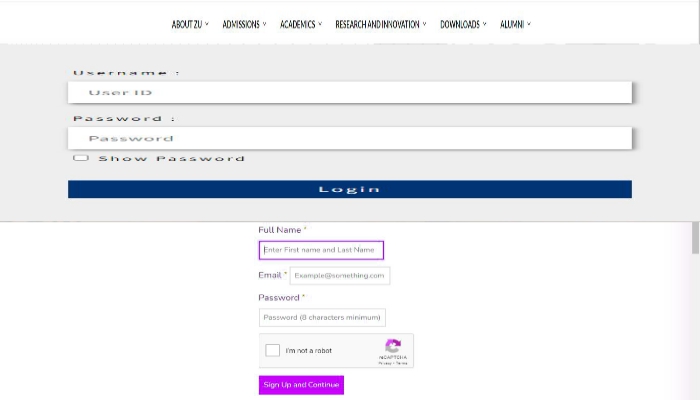 ABOUT ZU ADMISSIONS ACADEMICS RESEARCH AND INNOVATION DOWNLOADS ALUMNI
Username :
User ID
Password :
Password
Show Password
Login
Full Name *
Enter First name and Last Name
Email * Example@something.com
Password *
Password (8 characters minimum)
I'm not a robot
reCAPTCHA
Privacy - Terms
Sign Up and Continue